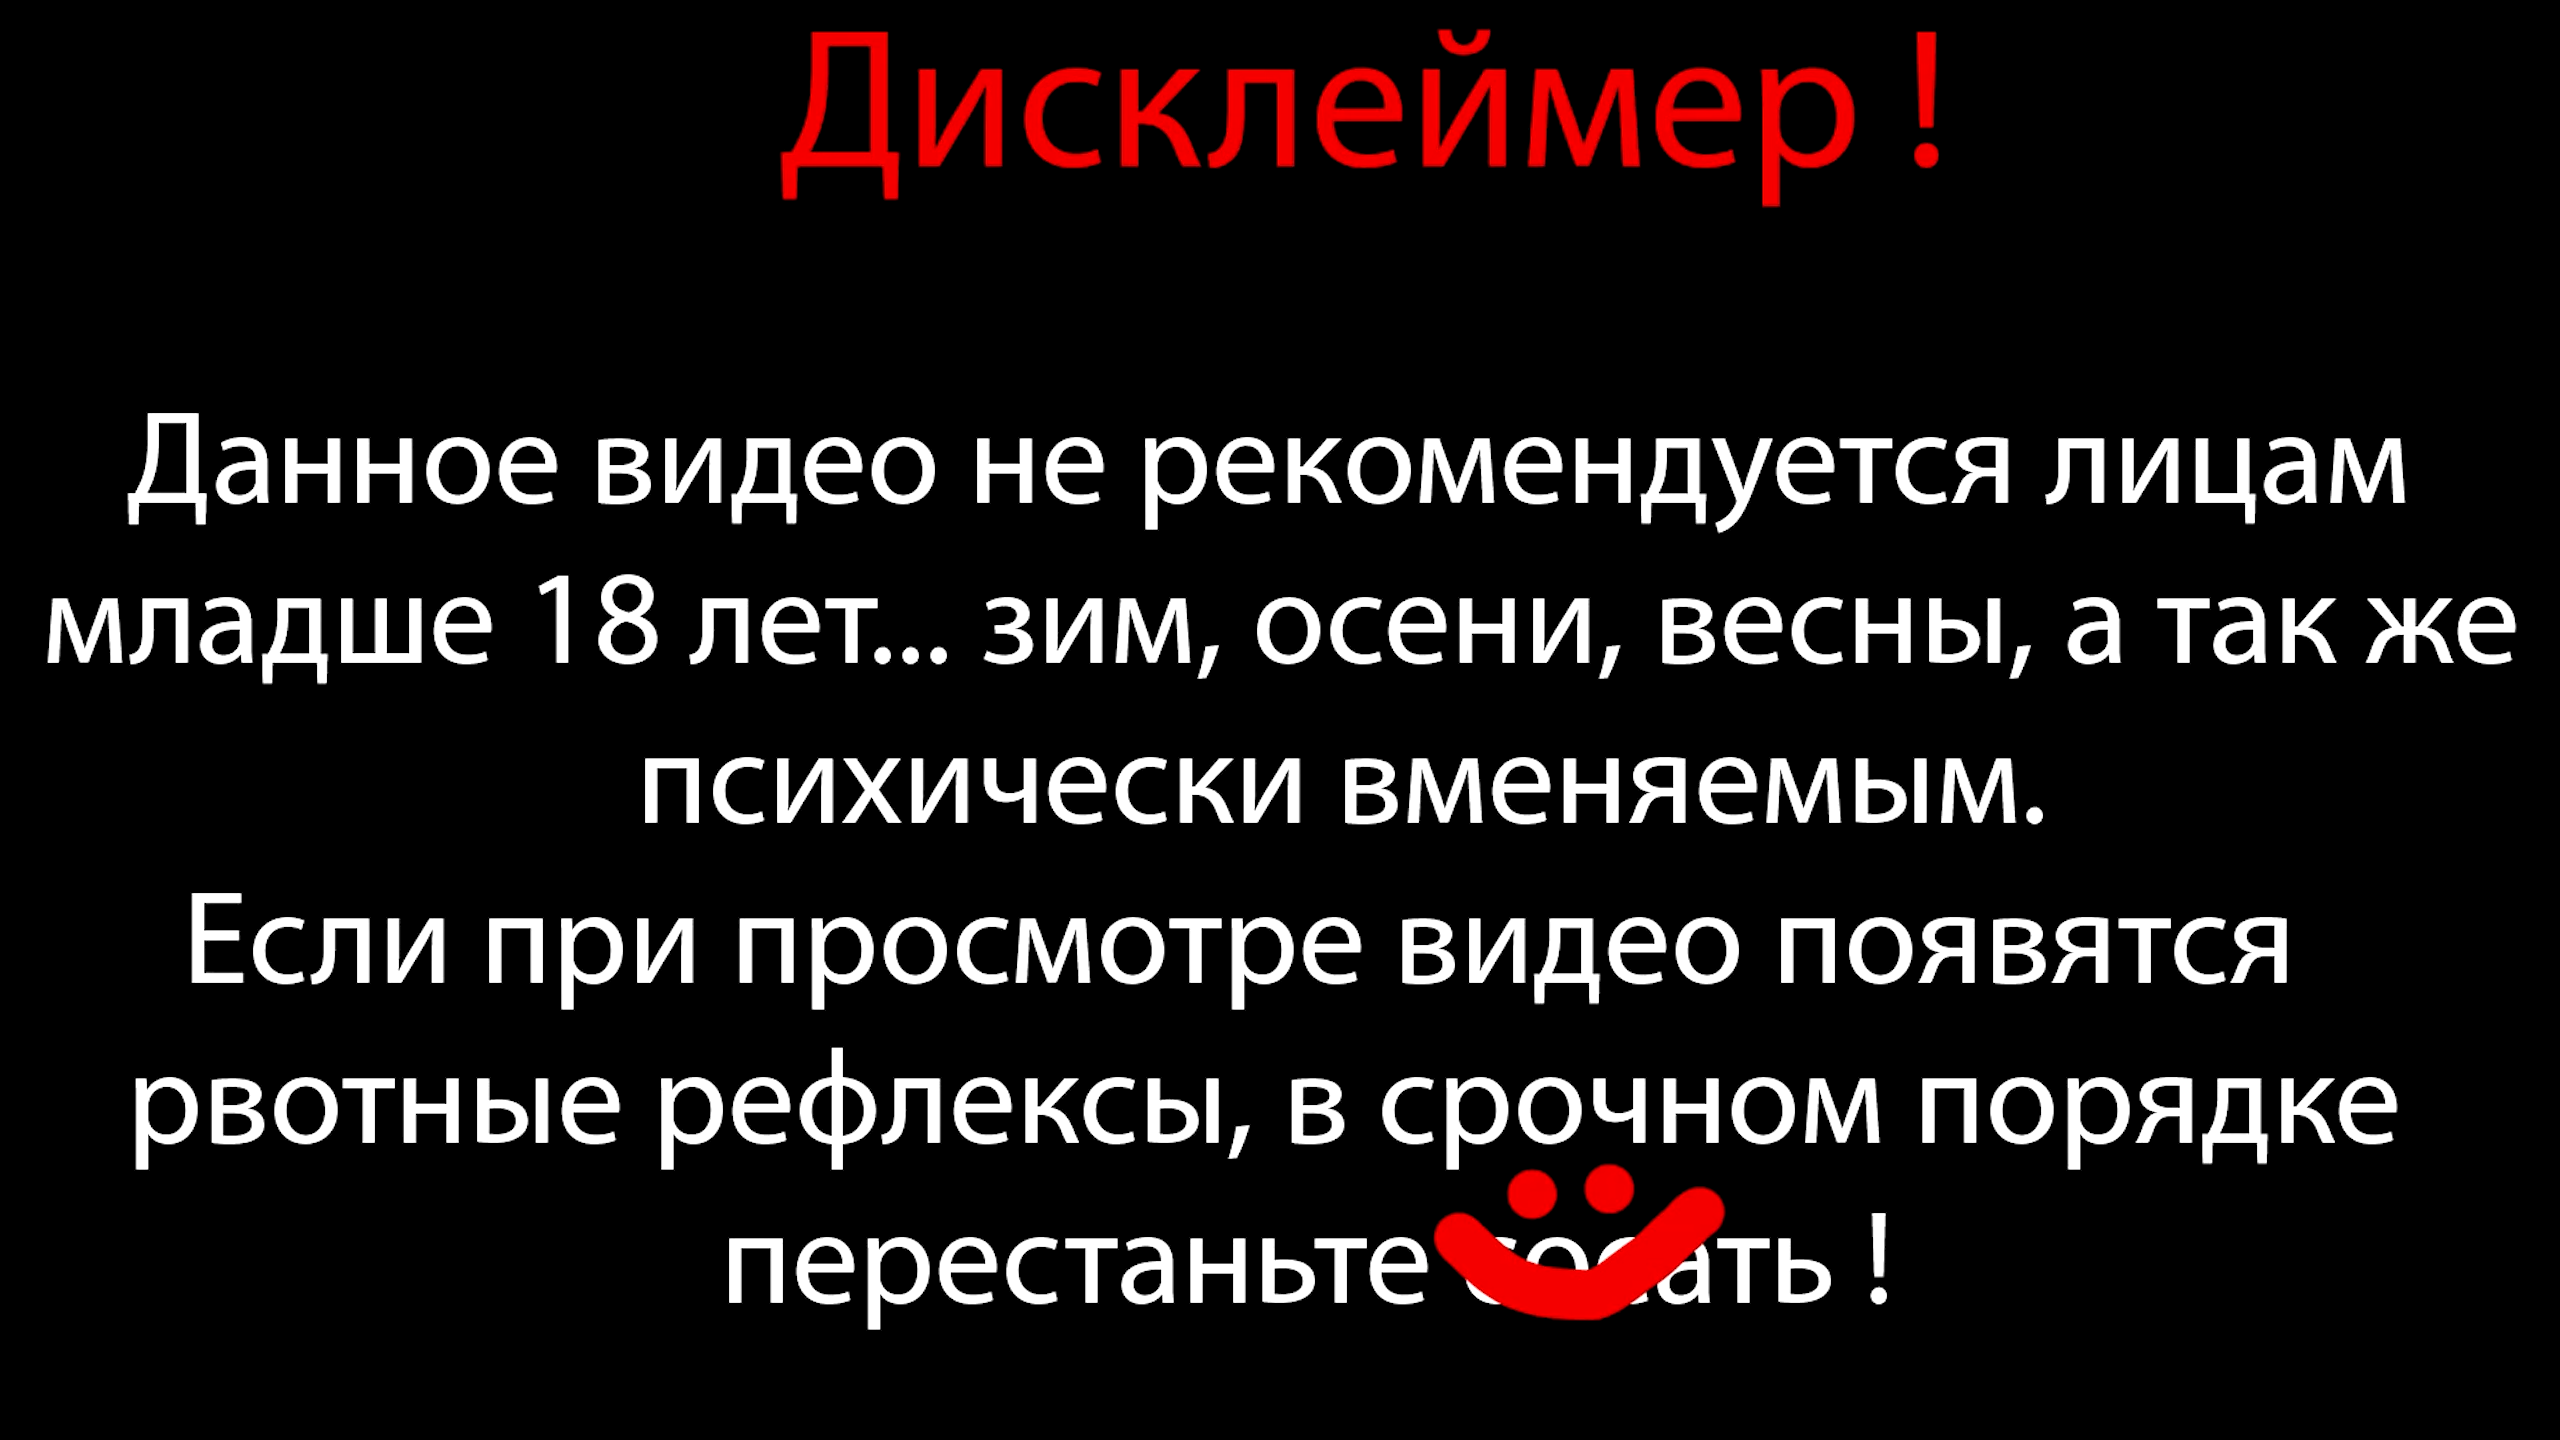 Дисклеймер !
Данное видео не рекомендуется лицам
младше 18 лет... зим, осени, весны, а так же
психически вменяемым.
Если при просмотре видео появятся
рвотные рефлексы, в срочном порядке
перестаньте сосать !